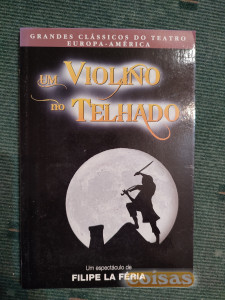 GRANDES CLÁSSICOS DO TEATRO
EUROPA-AMÉRICA
UM VIOLINO
no TELHADO
Um espectáculo de
FILIPE LA FÉRIA
coisas